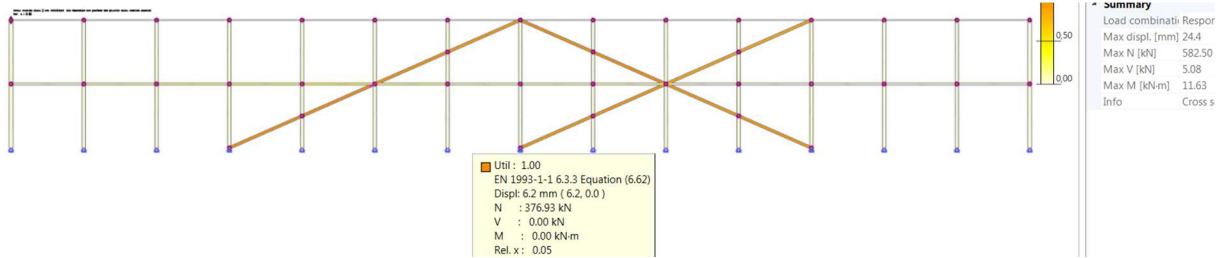 Summary
Load combinati Respor
Max displ. [mm] 24.4
Max N [kN] 582.50
Max V [kN] 5.08
Max M [kN·m] 11.63
Info Cross s
0,50
0,00
Util : 1.00
EN 1993-1-1 6.3.3 Equation (6.62)
Displ: 6.2 mm ( 6.2, 0.0 )
N : 376.93 kN
V : 0.00 kN
M : 0.00 kN·m
Rel. x : 0.05